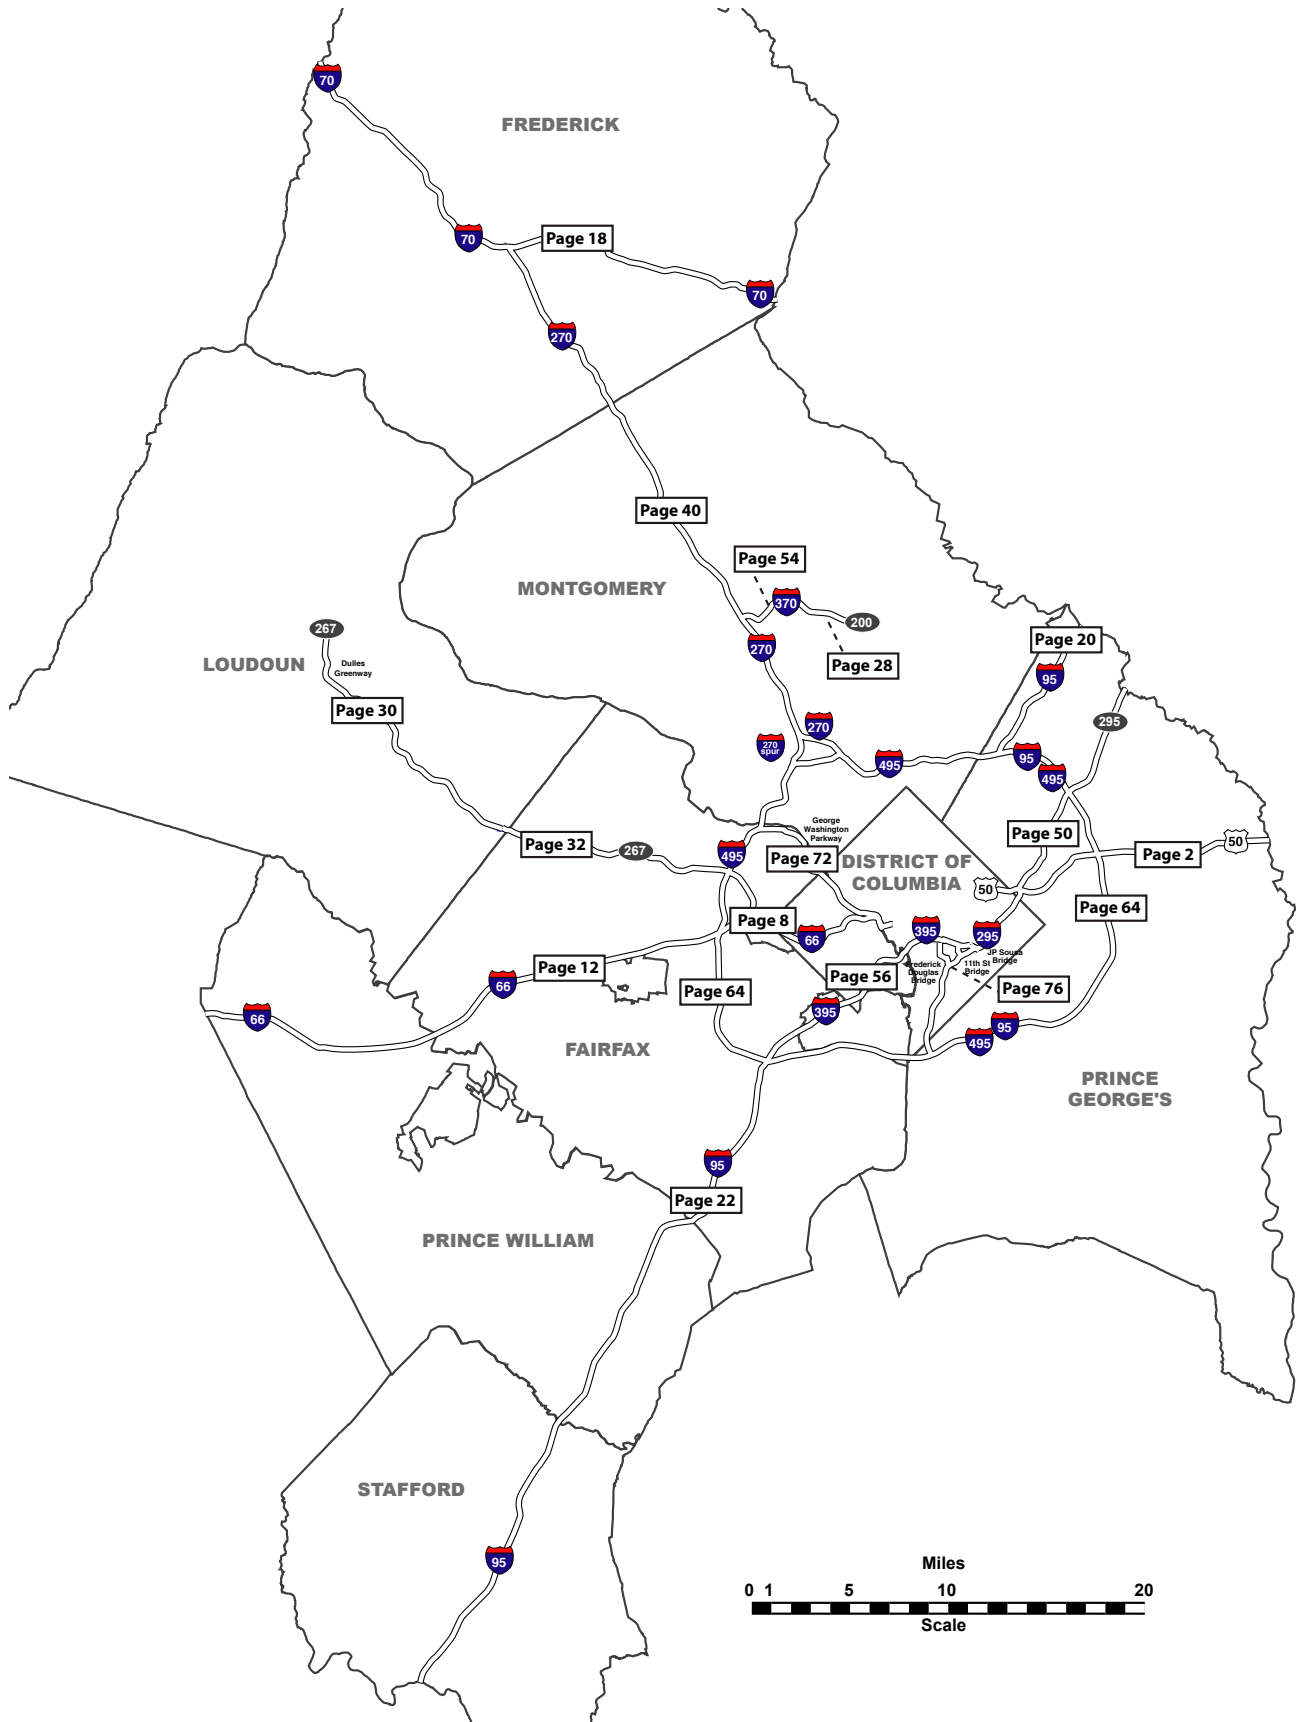 70
FREDERICK
70
Page 18
70
270
Page 40
Page 54
MONTGOMERY
370
200
267
Page 20
270
Page 28
LOUDOUN
Dulles
Greenway
95
Page 30
295
270
270
spur
495
95
495
George
Washington
Parkway
Page 50
Page 32
267
495
Page 72
DISTRICT OF
COLUMBIA
Page 2
50
50
Page 64
Page 8
66
395
295
JP Sousa
Bridge
11th St
Bridge
Frederick
Douglas
Bridge
Page 12
66
Page 64
Page 56
Page 76
66
395
95
495
FAIRFAX
PRINCE
GEORGE'S
95
Page 22
PRINCE WILLIAM
STAFFORD
95
Miles
0 1 5 10 20
Scale